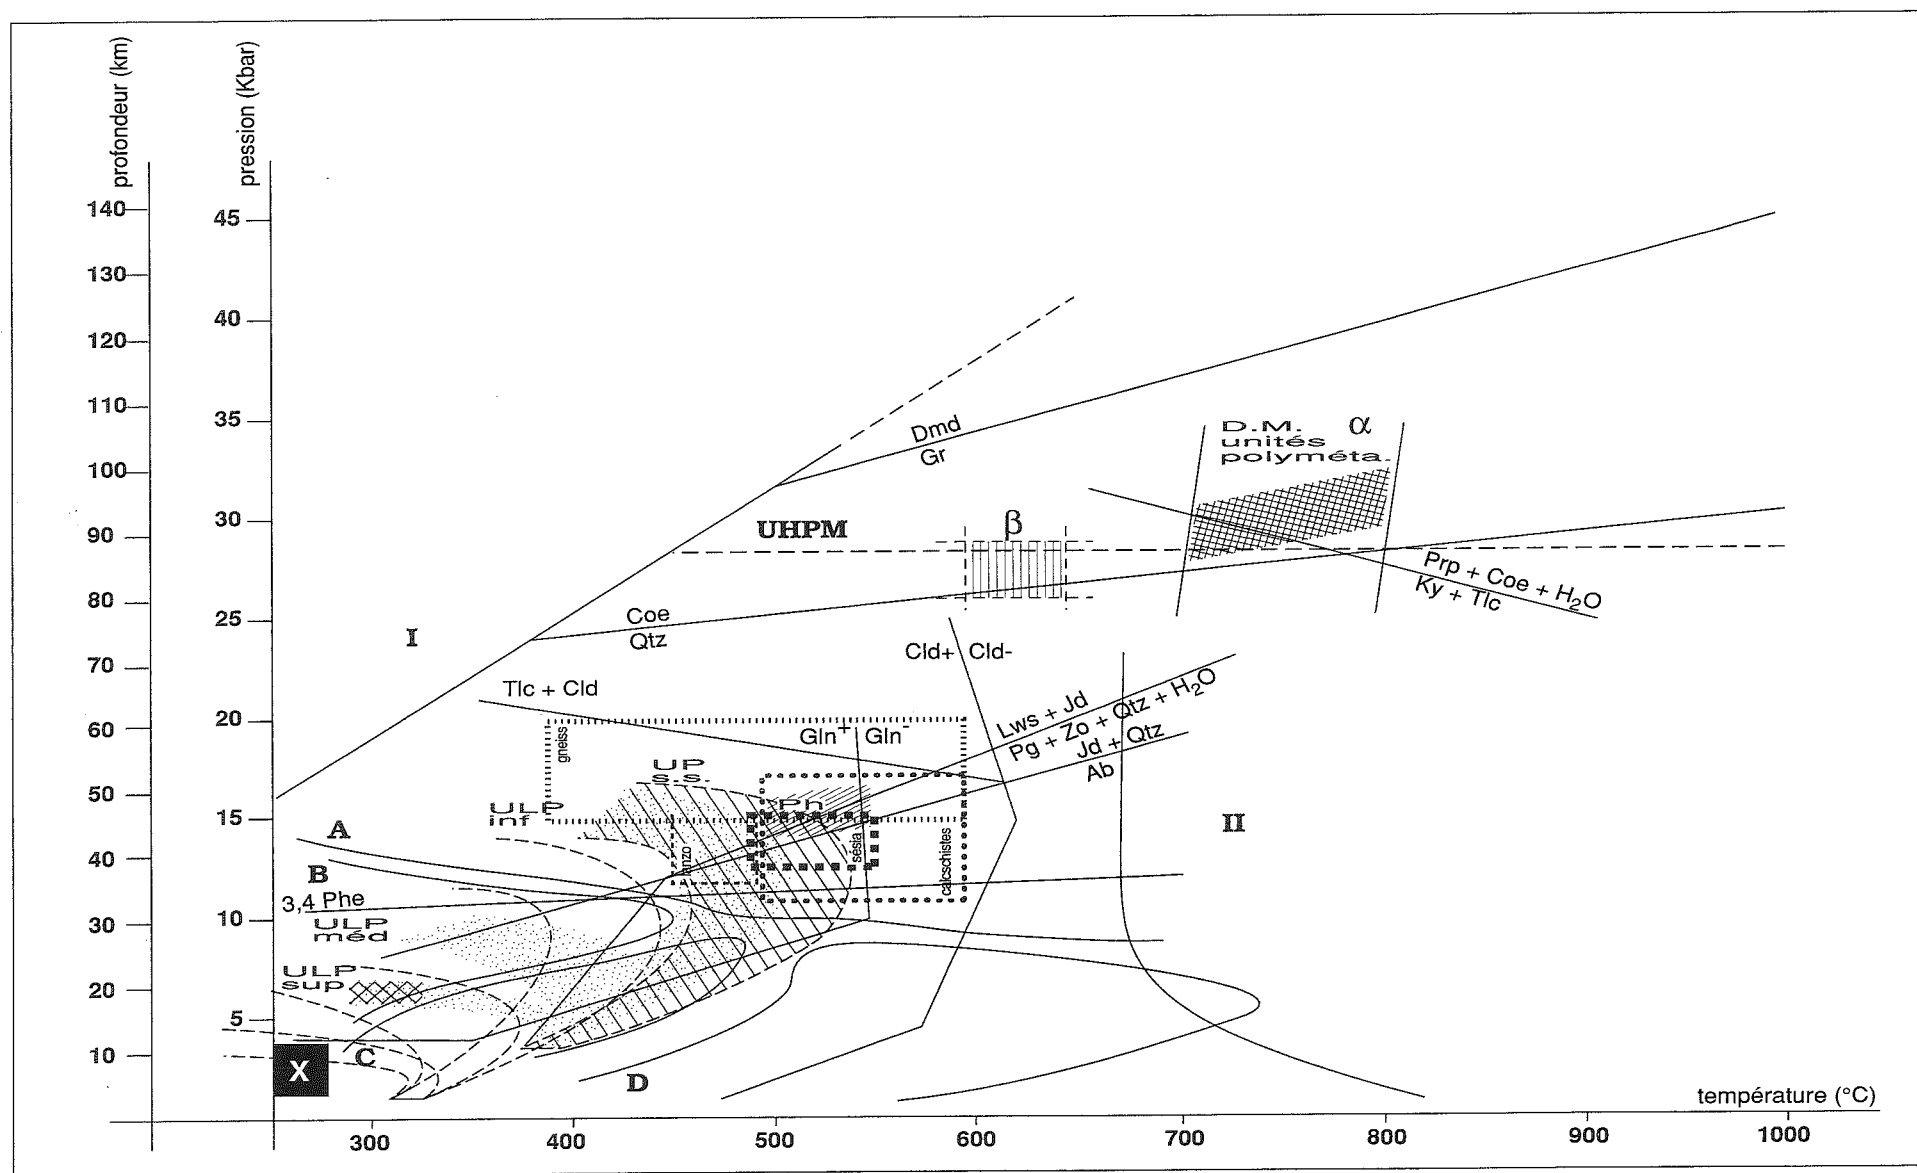 profondeur (km)
pression (Kbar)
140
130
120
110
100
90
80
70
60
50
40
30
20
10
45
40
35
30
25
20
15
10
5
Dmd
Gr
D.M. α
unités
polyméta.
UHPM
β
Coe
Qtz
Prp + Coe + H₂O
Ky + Tlc
I
Cld+ Cld-
Tlc + Cld
Lws + Jd
Pg + Zo + Qtz + H₂O
Jd + Qtz
Ab
gneiss
Gln⁺ Gln⁻
UP
s.s.
Ph
ULP
inf
II
A
lanzo
sésia
calcschistes
B
3,4 Phe
ULP
méd
ULP
sup
C
X
D
température (°C)
300 400 500 600 700 800 900 1000